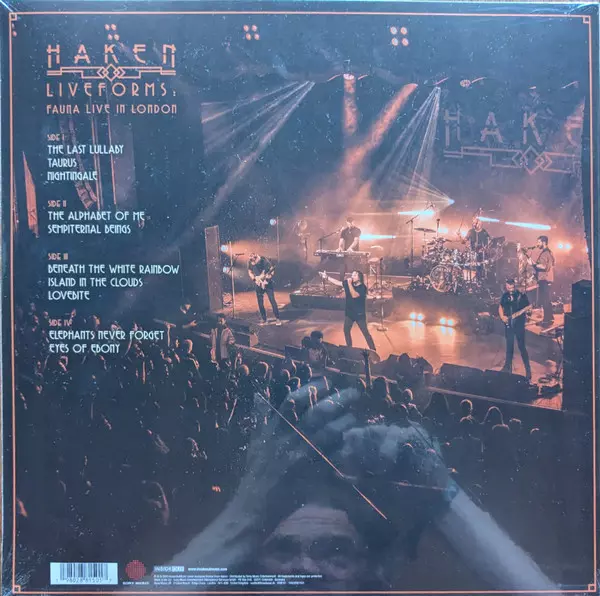 HAKEN
LIVEFORMS:
FAUNA LIVE IN LONDON
SIDE I
THE LAST LULLABY
TAURUS
NIGHTINGALE
SIDE II
THE ALPHABET OF ME
SEMPITERNAL BEINGS
SIDE III
BENEATH THE WHITE RAINBOW
ISLAND IN THE CLOUDS
LOVEBITE
SIDE IV
ELEPHANTS NEVER FORGET
EYES OF EBONY
HAKEN